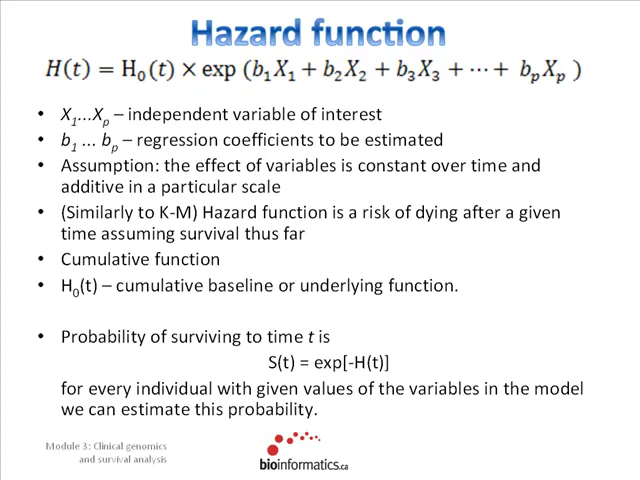 Hazard function
H(t) = H₀(t) × exp (b₁X₁ + b₂X₂ + b₃X₃ + ⋯ + bₚXₚ )
• X₁...Xₚ – independent variable of interest
• b₁ ... bₚ – regression coefficients to be estimated
• Assumption: the effect of variables is constant over time and
additive in a particular scale
• (Similarly to K-M) Hazard function is a risk of dying after a given
time assuming survival thus far
• Cumulative function
• H₀(t) – cumulative baseline or underlying function.
• Probability of surviving to time t is
S(t) = exp[-H(t)]
for every individual with given values of the variables in the model
we can estimate this probability.
Module 3: Clinical genomics
and survival analysis
bioinformatics.ca